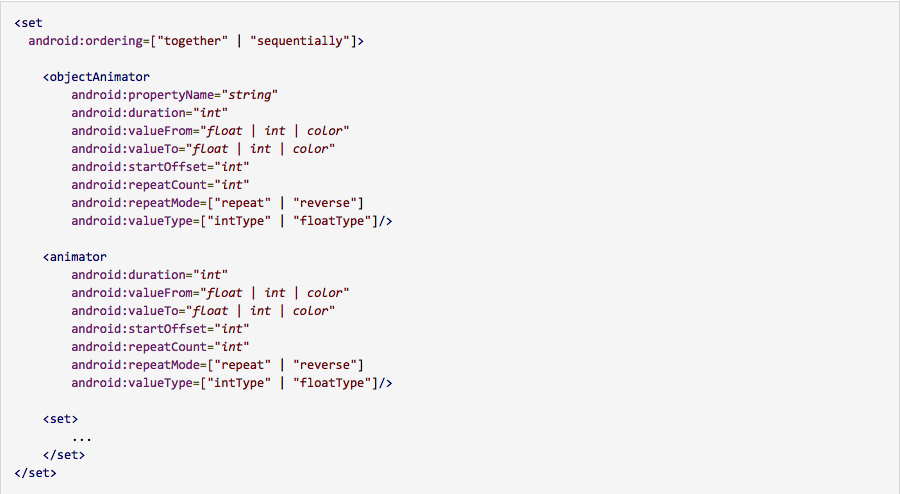 <set
  android:ordering=["together" | "sequentially"]>

    <objectAnimator
        android:propertyName="string"
        android:duration="int"
        android:valueFrom="float | int | color"
        android:valueTo="float | int | color"
        android:startOffset="int"
        android:repeatCount="int"
        android:repeatMode=["repeat" | "reverse"]
        android:valueType=["intType" | "floatType"]/>

    <animator
        android:duration="int"
        android:valueFrom="float | int | color"
        android:valueTo="float | int | color"
        android:startOffset="int"
        android:repeatCount="int"
        android:repeatMode=["repeat" | "reverse"]
        android:valueType=["intType" | "floatType"]/>

    <set>
        ...
    </set>
</set>